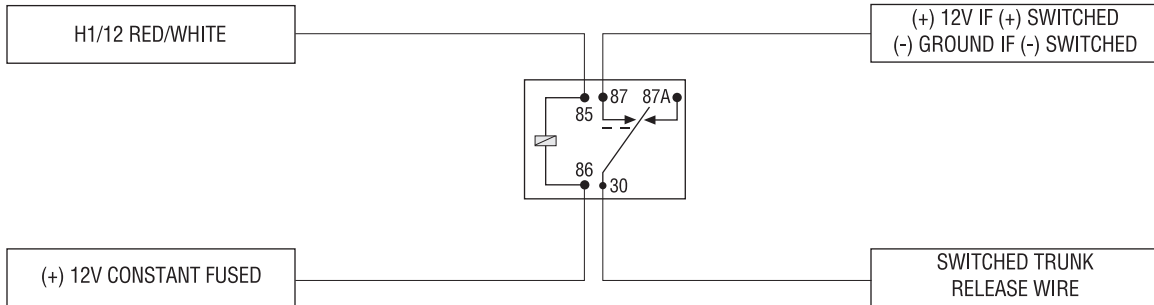 H1/12 RED/WHITE
(+) 12V IF (+) SWITCHED
(-) GROUND IF (-) SWITCHED
87 87A
85
86
30
(+) 12V CONSTANT FUSED
SWITCHED TRUNK
RELEASE WIRE